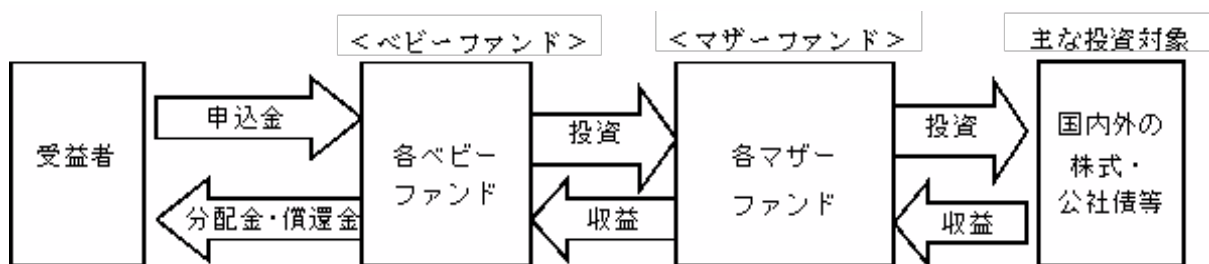 <ベビーファンド>
<マザーファンド>
主な投資対象
受益者
申込金
分配金・償還金
各ベビー
ファンド
投資
収益
各マザー
ファンド
投資
収益
国内外の
株式・
公社債等